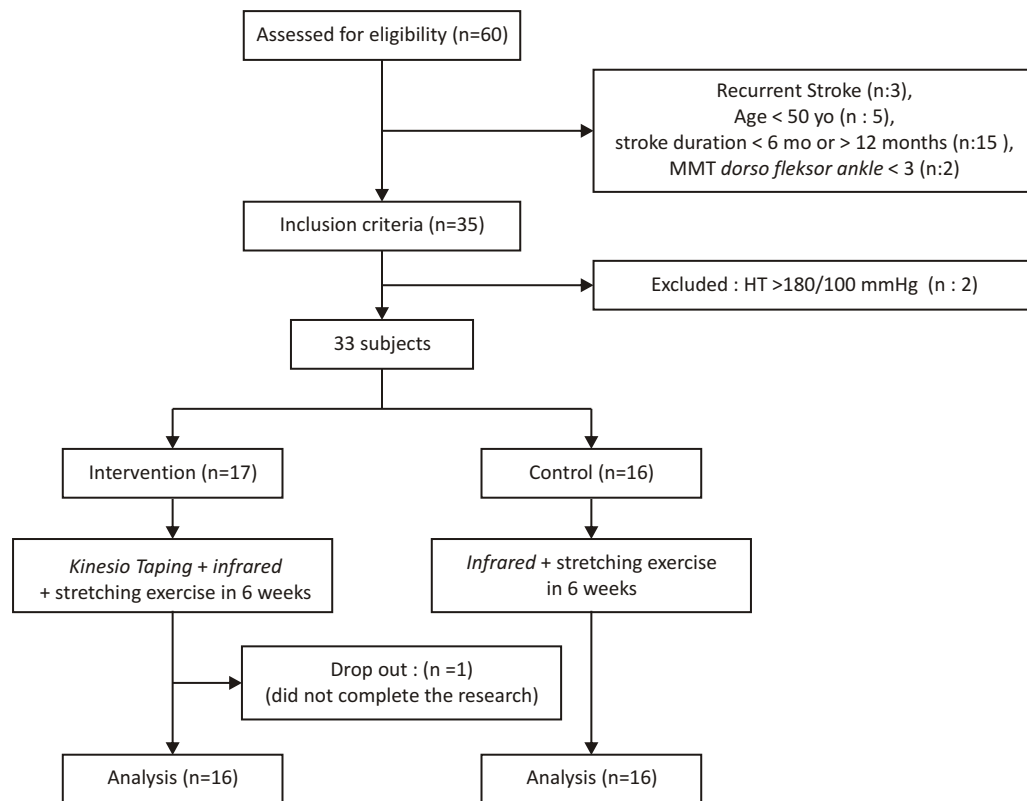 Assessed for eligibility (n=60)
Recurrent Stroke (n:3),
Age < 50 yo (n : 5),
stroke duration < 6 mo or > 12 months (n:15 ),
MMT dorso fleksor ankle < 3 (n:2)
Inclusion criteria (n=35)
Excluded : HT >180/100 mmHg (n : 2)
33 subjects
Intervention (n=17)
Control (n=16)
Kinesio Taping + infrared
+ stretching exercise in 6 weeks
Infrared + stretching exercise
in 6 weeks
Drop out : (n =1)
(did not complete the research)
Analysis (n=16)
Analysis (n=16)